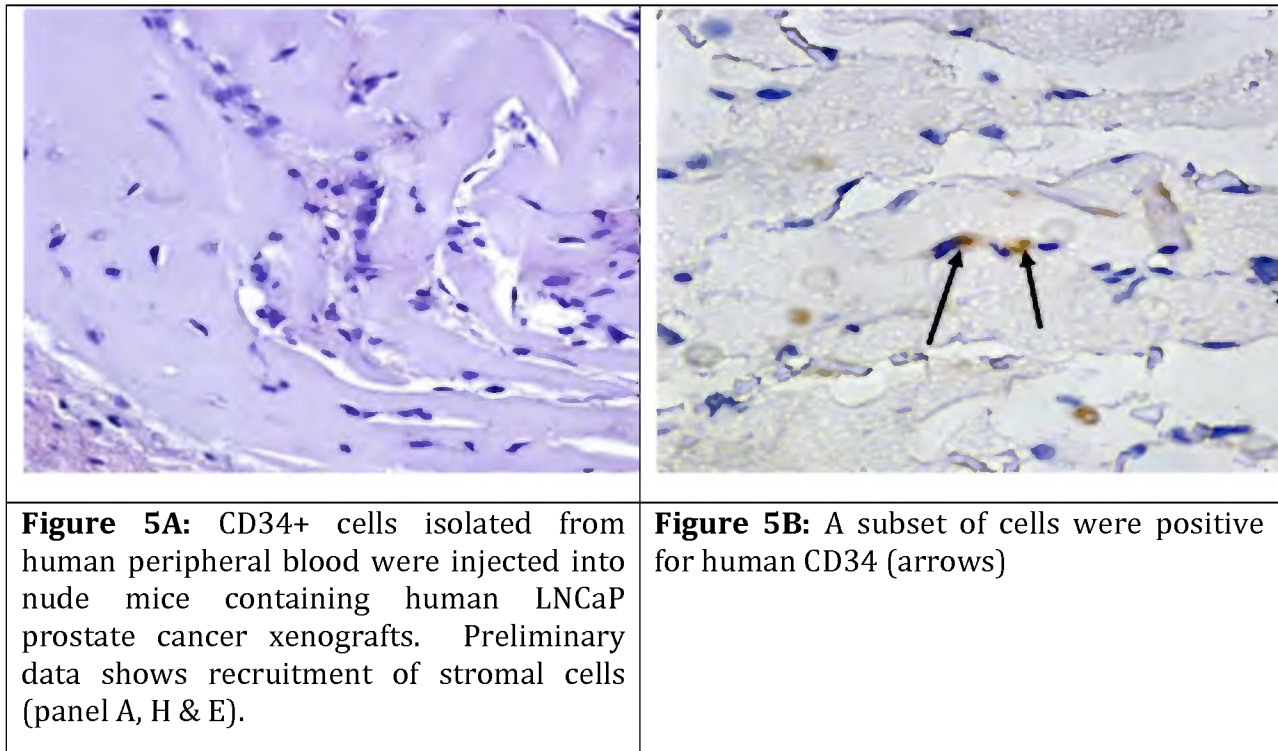 Figure 5A: CD34+ cells isolated from
human peripheral blood were injected into
nude mice containing human LNCaP
prostate cancer xenografts. Preliminary
data shows recruitment of stromal cells
(panel A, H & E).
Figure 5B: A subset of cells were positive
for human CD34 (arrows)